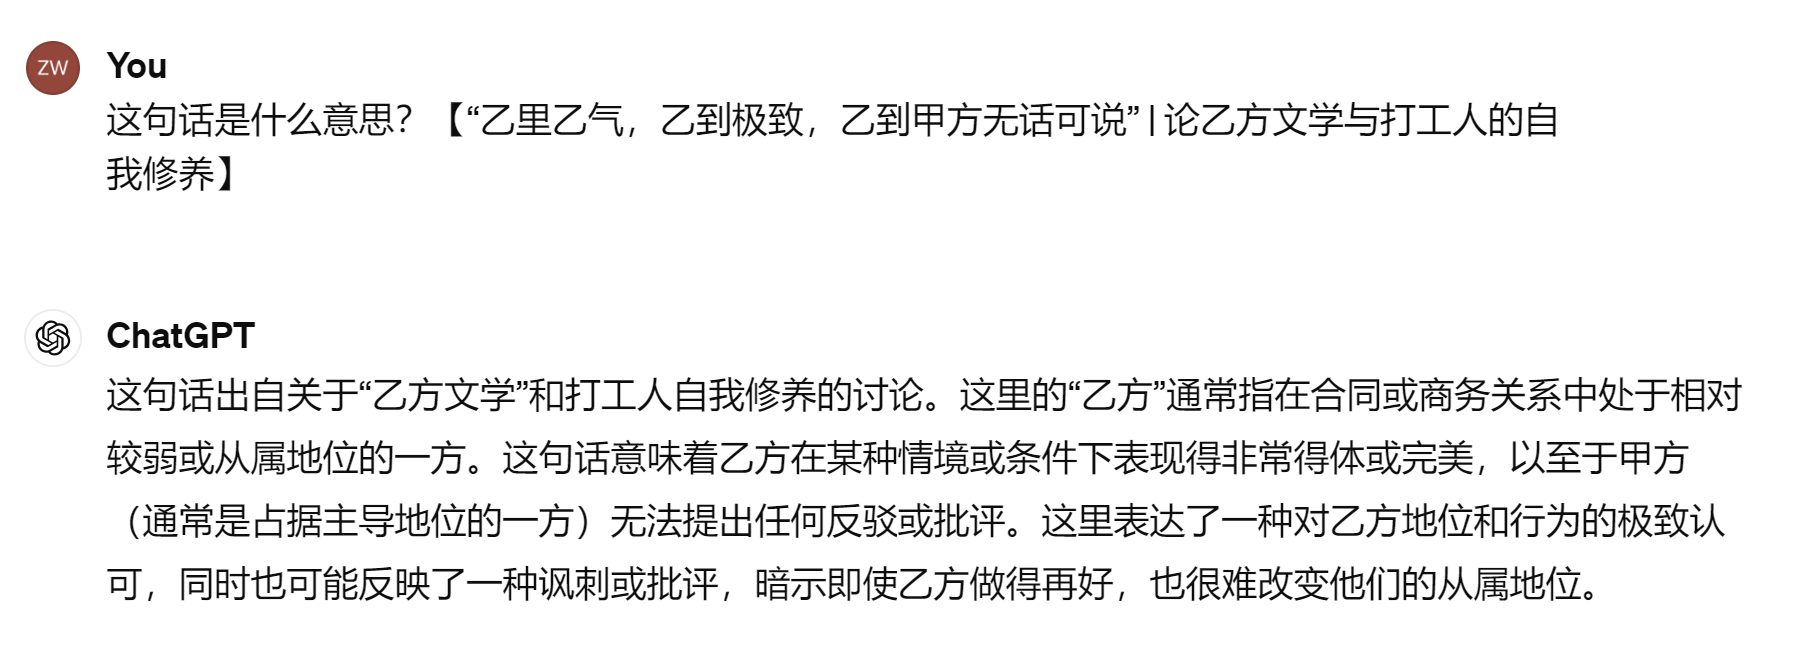 ZW
You
这句话是什么意思？【“乙里乙气，乙到极致，乙到甲方无话可说” | 论乙方文学与打工人的自
我修养】
ChatGPT
这句话出自关于“乙方文学”和打工人自我修养的讨论。这里的“乙方”通常指在合同或商务关系中处于相对
较弱或从属地位的一方。这句话意味着乙方在某种情境或条件下表现得非常得体或完美，以至于甲方
（通常是占据主导地位的一方）无法提出任何反驳或批评。这里表达了一种对乙方地位和行为的极致认
可，同时也可能反映了一种讽刺或批评，暗示即使乙方做得再好，也很难改变他们的从属地位。